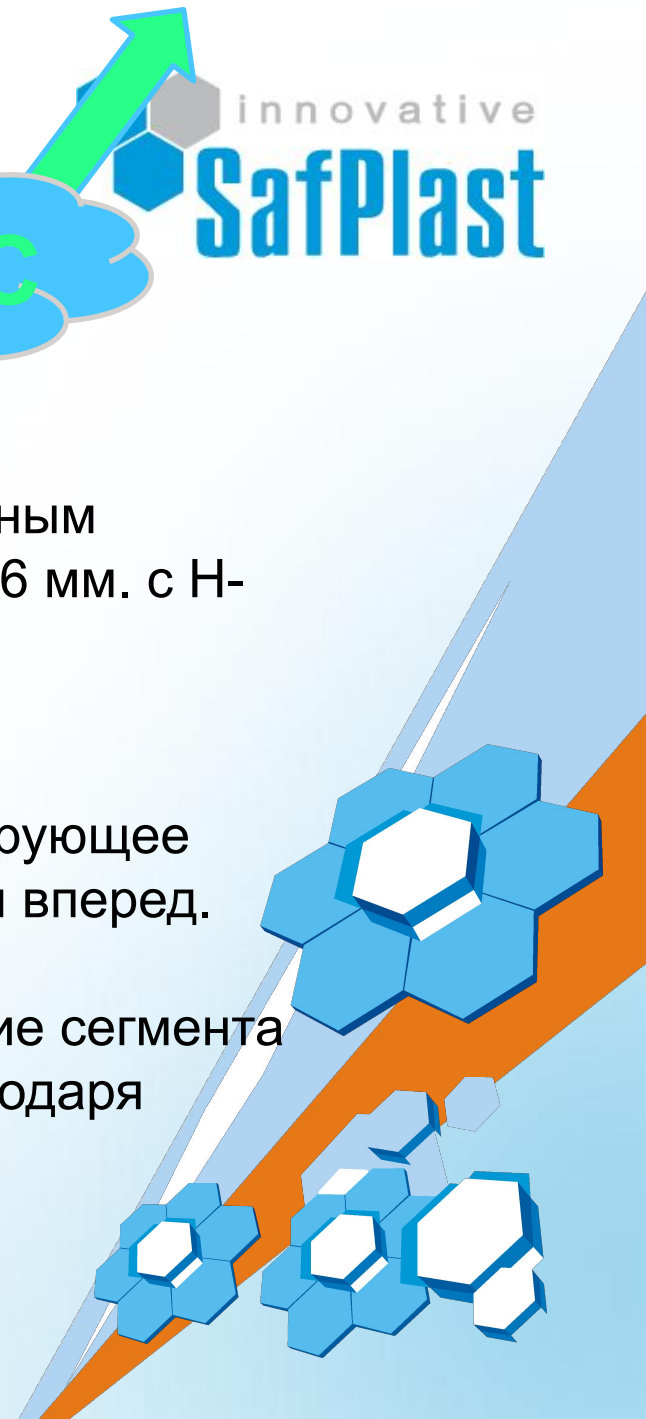 innovative
SafPlast
С
ным
6 мм. с Н-
рующее
вперед.
ие сегмента
одаря